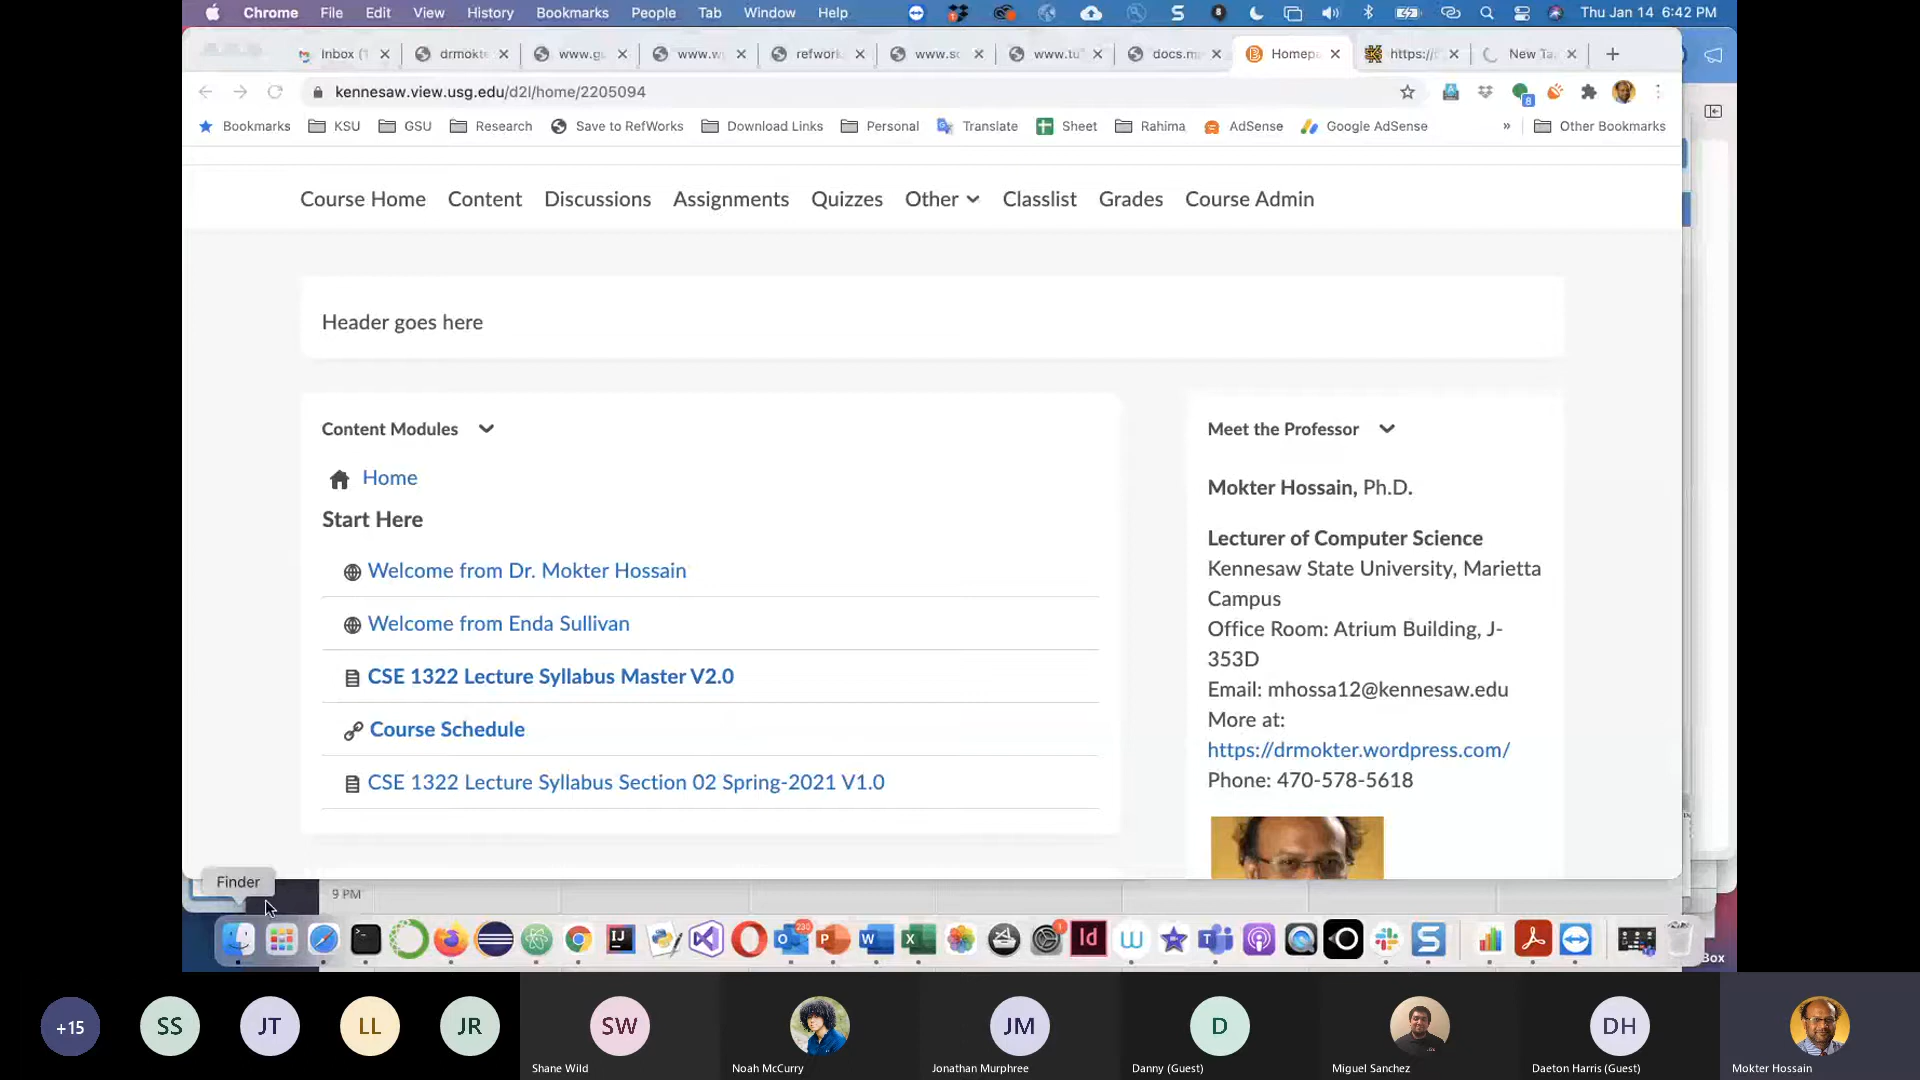 Chrome File Edit View History Bookmarks People Tab Window Help Thu Jan 14 6:42 PM
Inbox (1 drmokte www.g www.w refwork www.so www.tu docs.m Homepa https:// New Ta
kennesaw.view.usg.edu/d2l/home/2205094
Bookmarks KSU GSU Research Save to RefWorks Download Links Personal Translate Sheet Rahima AdSense Google AdSense » Other Bookmarks
Course Home Content Discussions Assignments Quizzes Other Classlist Grades Course Admin
Header goes here
Content Modules
Home
Start Here
Welcome from Dr. Mokter Hossain
Welcome from Enda Sullivan
CSE 1322 Lecture Syllabus Master V2.0
Course Schedule
CSE 1322 Lecture Syllabus Section 02 Spring-2021 V1.0
Meet the Professor
Mokter Hossain, Ph.D.
Lecturer of Computer Science
Kennesaw State University, Marietta
Campus
Office Room: Atrium Building, J-
353D
Email: mhossa12@kennesaw.edu
More at:
https://drmokter.wordpress.com/
Phone: 470-578-5618
Finder
9 PM
230
Box
+15 SS JT LL JR SW JM D DH
Shane Wild Noah McCurry Jonathan Murphree Danny (Guest) Miguel Sanchez Daeton Harris (Guest) Mokter Hossain